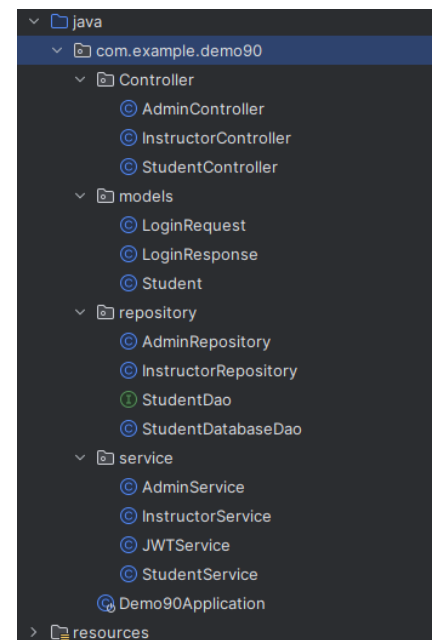 java
com.example.demo90
Controller
AdminController
InstructorController
StudentController
models
LoginRequest
LoginResponse
Student
repository
AdminRepository
InstructorRepository
StudentDao
StudentDatabaseDao
service
AdminService
InstructorService
JWTService
StudentService
Demo90Application
resources